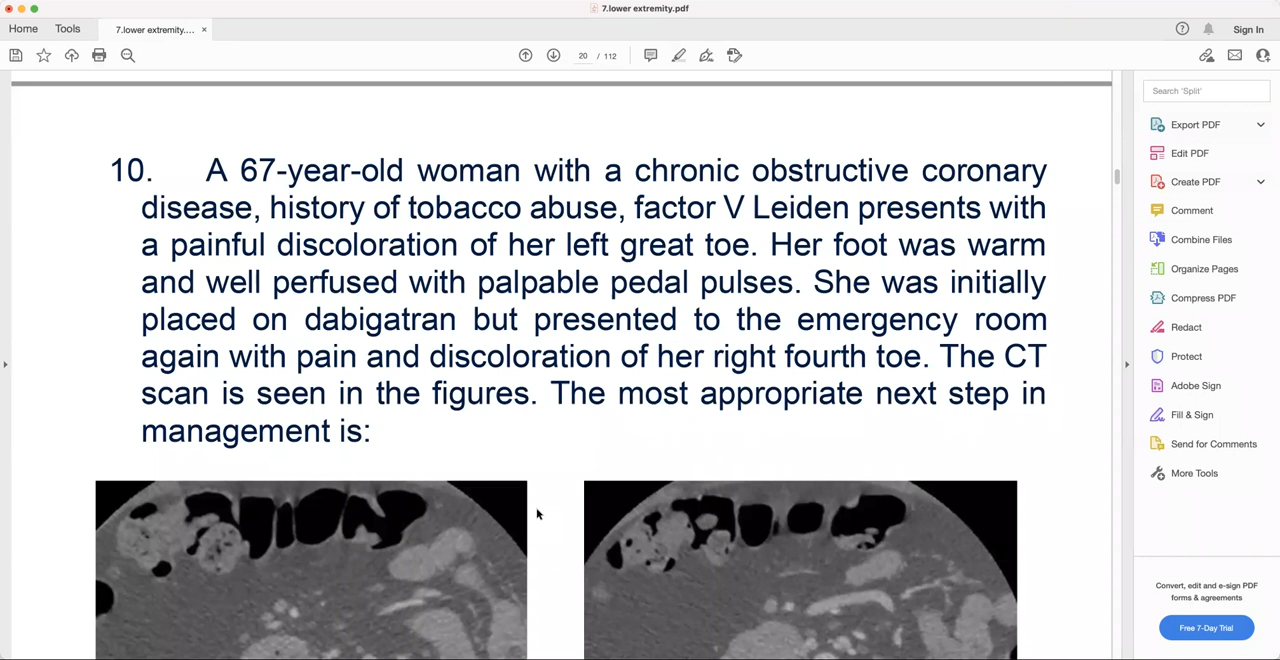 7.lower extremity.pdf
Home
Tools
7.lower extremity....
Sign In
20 / 112
10. A 67-year-old woman with a chronic obstructive coronary
disease, history of tobacco abuse, factor V Leiden presents with
a painful discoloration of her left great toe. Her foot was warm
and well perfused with palpable pedal pulses. She was initially
placed on dabigatran but presented to the emergency room
again with pain and discoloration of her right fourth toe. The CT
scan is seen in the figures. The most appropriate next step in
management is:
Search 'Split'
Export PDF
Edit PDF
Create PDF
Comment
Combine Files
Organize Pages
Compress PDF
Redact
Protect
Adobe Sign
Fill & Sign
Send for Comments
More Tools
Convert, edit and e-sign PDF
forms & agreements
Free 7-Day Trial